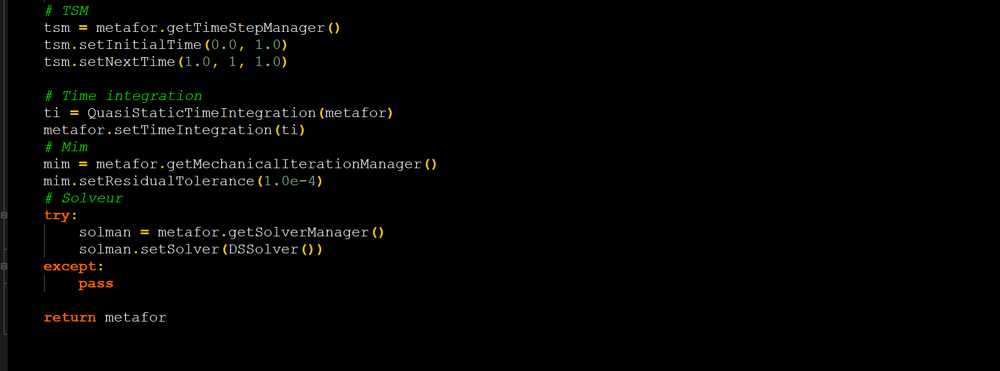 # TSM
tsm = metafor.getTimeStepManager()
tsm.setInitialTime(0.0, 1.0)
tsm.setNextTime(1.0, 1, 1.0)
# Time integration
ti = QuasiStaticTimeIntegration(metafor)
metafor.setTimeIntegration(ti)
# Mim
mim = metafor.getMechanicalIterationManager()
mim.setResidualTolerance(1.0e-4)
# Solveur
try:
    solman = metafor.getSolverManager()
    solman.setSolver(DSSolver())
except:
    pass
return metafor